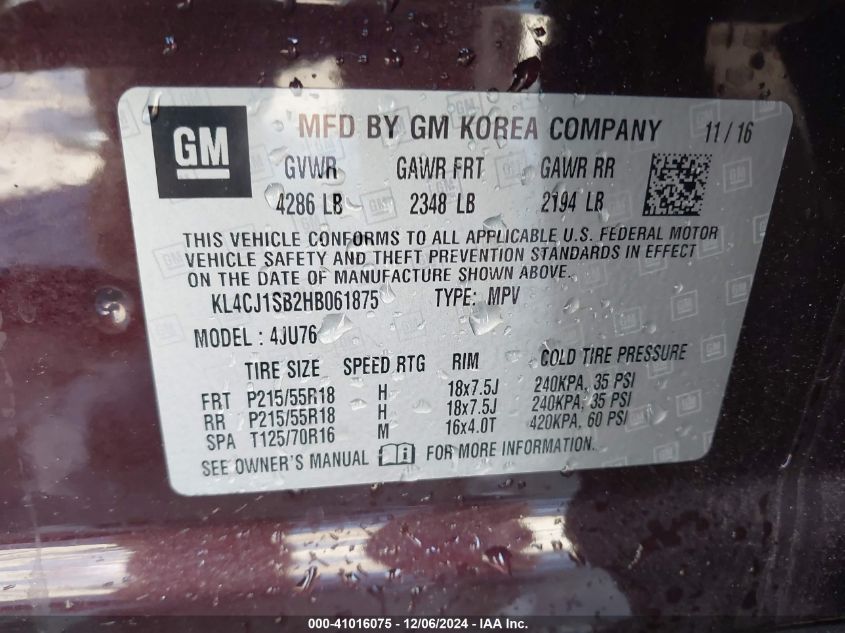 GM
MFD BY GM KOREA COMPANY 11/16
GVWR GAWR FRT GAWR RR
4286 LB 2348 LB 2194 LB
THIS VEHICLE CONFORMS TO ALL APPLICABLE U.S. FEDERAL MOTOR
VEHICLE SAFETY AND THEFT PREVENTION STANDARDS IN EFFECT
ON THE DATE OF MANUFACTURE SHOWN ABOVE.
KL4CJ1SB2HB061875 TYPE: MPV
MODEL: 4JU76
TIRE SIZE SPEED RTG RIM COLD TIRE PRESSURE
FRT P215/55R18 H 18x7.5J 240KPA, 35 PSI
RR P215/55R18 H 18x7.5J 240KPA, 35 PSI
SPA T125/70R16 M 16x4.0T 420KPA, 60 PSI
SEE OWNER'S MANUAL FOR MORE INFORMATION.
000-41016075 - 12/06/2024 - IAA Inc.